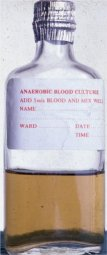 ANAEROBIC BLOOD CULTURE
ADD 5mls BLOOD AND MIX WELL
NAME
WARD DATE
TIME